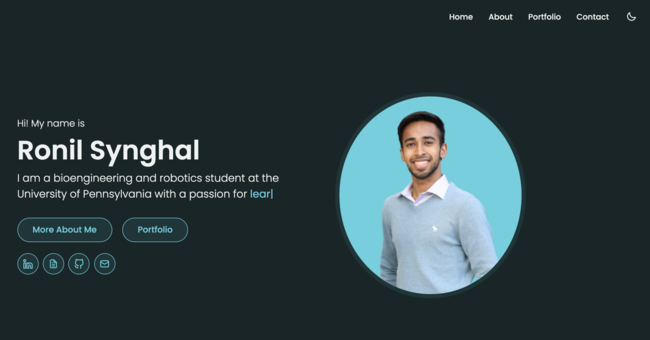 Home About Portfolio Contact
Hi! My name is
Ronil Synghal
I am a bioengineering and robotics student at the
University of Pennsylvania with a passion for lear|
More About Me Portfolio